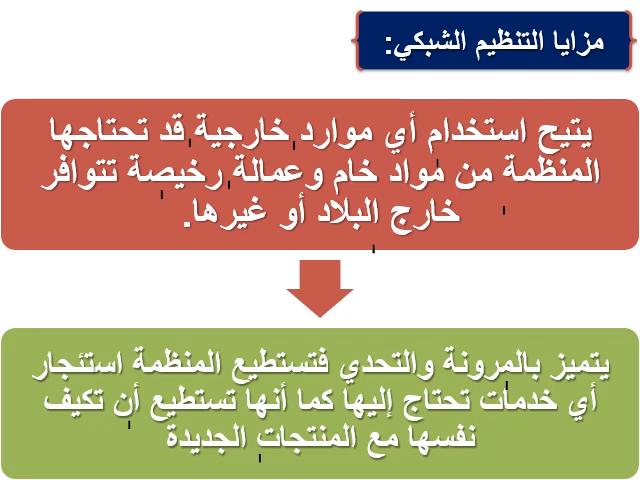 مزايا التنظيم الشبكي:
يتيح استخدام أي موارد خارجية قد تحتاجها
المنظمة من مواد خام وعمالة رخيصة تتوافر
خارج البلاد أو غيرها.
يتميز بالمرونة والتحدي فتستطيع المنظمة استئجار
أي خدمات تحتاج إليها كما أنها تستطيع أن تكيف
نفسها مع المنتجات الجديدة